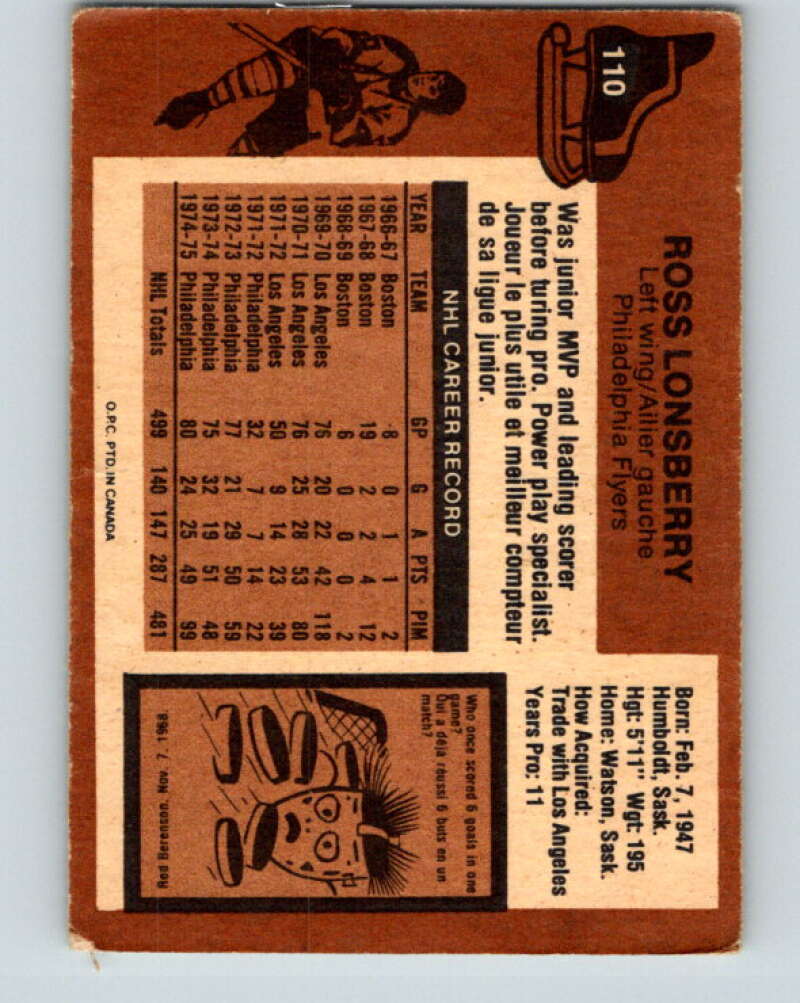 110
ROSS LONSBERRY
Left wing/Ailier gauche
Philadelphia Flyers
Born: Feb. 7, 1947
Humboldt, Sask.
Hgt: 5'11" Wgt: 195
Home: Watson, Sask.
How Acquired:
Trade with Los Angeles
Years Pro: 11
Was junior MVP and leading scorer
before turing pro. Power play specialist.
Joueur le plus utile et meilleur compteur
de sa ligue junior.
NHL CAREER RECORD
YEAR TEAM GP G A PTS PIM
1966-67 Boston 8 0 1 1 2
1967-68 Boston 19 2 2 4 12
1968-69 Boston 6 0 0 0 2
1969-70 Los Angeles 76 20 22 42 118
1970-71 Los Angeles 76 25 28 53 80
1971-72 Los Angeles 50 9 14 23 39
1971-72 Philadelphia 32 7 7 14 22
1972-73 Philadelphia 77 21 29 50 59
1973-74 Philadelphia 75 32 19 51 48
1974-75 Philadelphia 80 24 25 49 99
NHL Totals 499 140 147 287 481
Who once scored 6 goals in one
game?
Qui a déja réussi 6 buts en un
match?
Red Berenson, Nov. 7 1968
O.P.C. PTD. IN CANADA